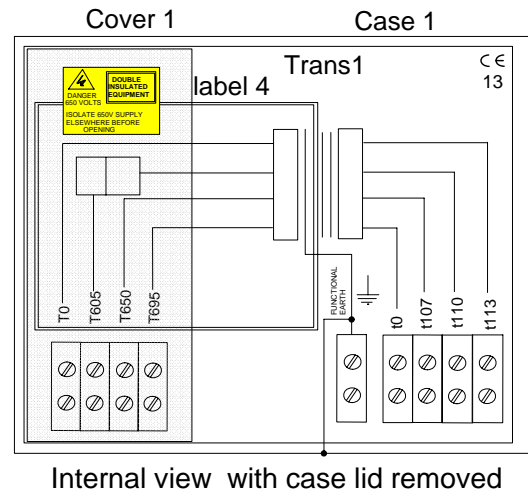 Cover 1
Case 1
Trans1
CE
13
label 4
DANGER
650 VOLTS
DOUBLE
INSULATED
EQUIPMENT
ISOLATE 650V SUPPLY
ELSEWHERE BEFORE
OPENING
T0
T605
T650
T695
FUNCTIONAL
EARTH
t0
t107
t110
t113
Internal view with case lid removed